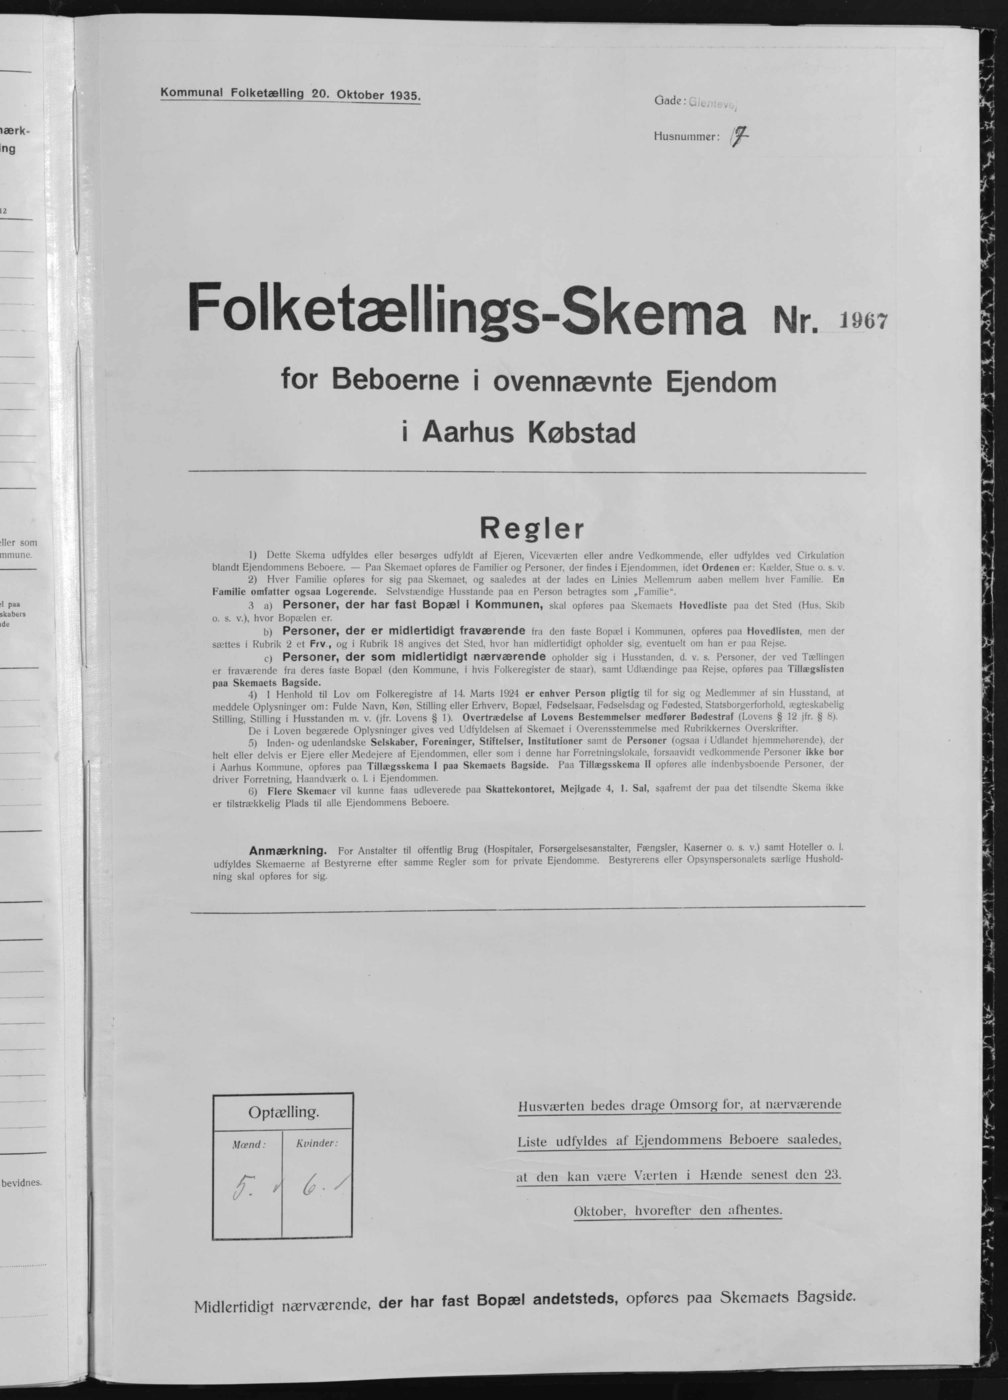 mærk-
ing
12
eller som
mmune.
l paa
skabers
de
bevidnes.
Kommunal Folketælling 20. Oktober 1935.
Gade: Glentevej
Husnummer: 7
Folketællings-Skema Nr. 1967
for Beboerne i ovennævnte Ejendom
i Aarhus Købstad
Regler
1) Dette Skema udfyldes eller besørges udfyldt af Ejeren, Viceværten eller andre Vedkommende, eller udfyldes ved Cirkulation
blandt Ejendommens Beboere. — Paa Skemaet opføres de Familier og Personer, der findes i Ejendommen, idet Ordenen er: Kælder, Stue o. s. v.
2) Hver Familie opføres for sig paa Skemaet, og saaledes at der lades en Linies Mellemrum aaben mellem hver Familie. En
Familie omfatter ogsaa Logerende. Selvstændige Husstande paa en Person betragtes som „Familie“.
3 a) Personer, der har fast Bopæl i Kommunen, skal opføres paa Skemaets Hovedliste paa det Sted (Hus, Skib
o. s. v.), hvor Bopælen er.
b) Personer, der er midlertidigt fraværende fra den faste Bopæl i Kommunen, opføres paa Hovedlisten, men der
sættes i Rubrik 2 et Frv., og i Rubrik 18 angives det Sted, hvor han midlertidigt opholder sig, eventuelt om han er paa Rejse.
c) Personer, der som midlertidigt nærværende opholder sig i Husstanden, d. v. s. Personer, der ved Tællingen
er fraværende fra deres faste Bopæl (den Kommune, i hvis Folkeregister de staar), samt Udlændinge paa Rejse, opføres paa Tillægslisten
paa Skemaets Bagside.
4) I Henhold til Lov om Folkeregistre af 14. Marts 1924 er enhver Person pligtig til for sig og Medlemmer af sin Husstand, at
meddele Oplysninger om: Fulde Navn, Køn, Stilling eller Erhverv, Bopæl, Fødselsaar, Fødselsdag og Fødested, Statsborgerforhold, ægteskabelig
Stilling, Stilling i Husstanden m. v. (jfr. Lovens § 1). Overtrædelse af Lovens Bestemmelser medfører Bødestraf (Lovens § 12 jfr. § 8).
De i Loven begærede Oplysninger gives ved Udfyldelsen af Skemaet i Overensstemmelse med Rubrikkernes Overskrifter.
5) Inden- og udenlandske Selskaber, Foreninger, Stiftelser, Institutioner samt de Personer (ogsaa i Udlandet hjemmehørende), der
helt eller delvis er Ejere eller Medejere af Ejendommen, eller som i denne har Forretningslokale, forsaavidt vedkommende Personer ikke bor
i Aarhus Kommune, opføres paa Tillægsskema I paa Skemaets Bagside. Paa Tillægsskema II opføres alle indenbysboende Personer, der
driver Forretning, Haandværk o. l. i Ejendommen.
6) Flere Skemaer vil kunne faas udleverede paa Skattekontoret, Mejlgade 4, 1. Sal, saafremt der paa det tilsendte Skema ikke
er tilstrækkelig Plads til alle Ejendommens Beboere.
Anmærkning. For Anstalter til offentlig Brug (Hospitaler, Forsørgelsesanstalter, Fængsler, Kaserner o. s. v.) samt Hoteller o. l.
udfyldes Skemaerne af Bestyrerne efter samme Regler som for private Ejendomme. Bestyrerens eller Opsynspersonalets særlige Hushold-
ning skal opføres for sig.
Optælling.
Mænd: Kvinder:
5. 6.
Husværten bedes drage Omsorg for, at nærværende
Liste udfyldes af Ejendommens Beboere saaledes,
at den kan være Værten i Hænde senest den 23.
Oktober, hvorefter den afhentes.
Midlertidigt nærværende, der har fast Bopæl andetsteds, opføres paa Skemaets Bagside.